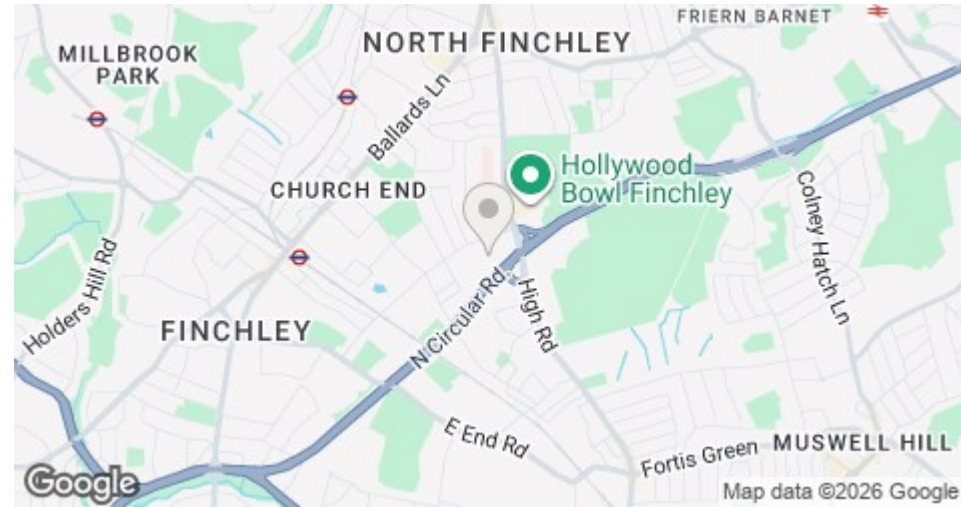 FRIERN BARNET
NORTH FINCHLEY
MILLBROOK
PARK
Ballards Ln
Hollywood
Bowl Finchley
CHURCH END
Colney Hatch Ln
Holders Hill Rd
N Circular Rd
High Rd
FINCHLEY
E End Rd
Fortis Green
MUSWELL HILL
Google
Map data ©2026 Google